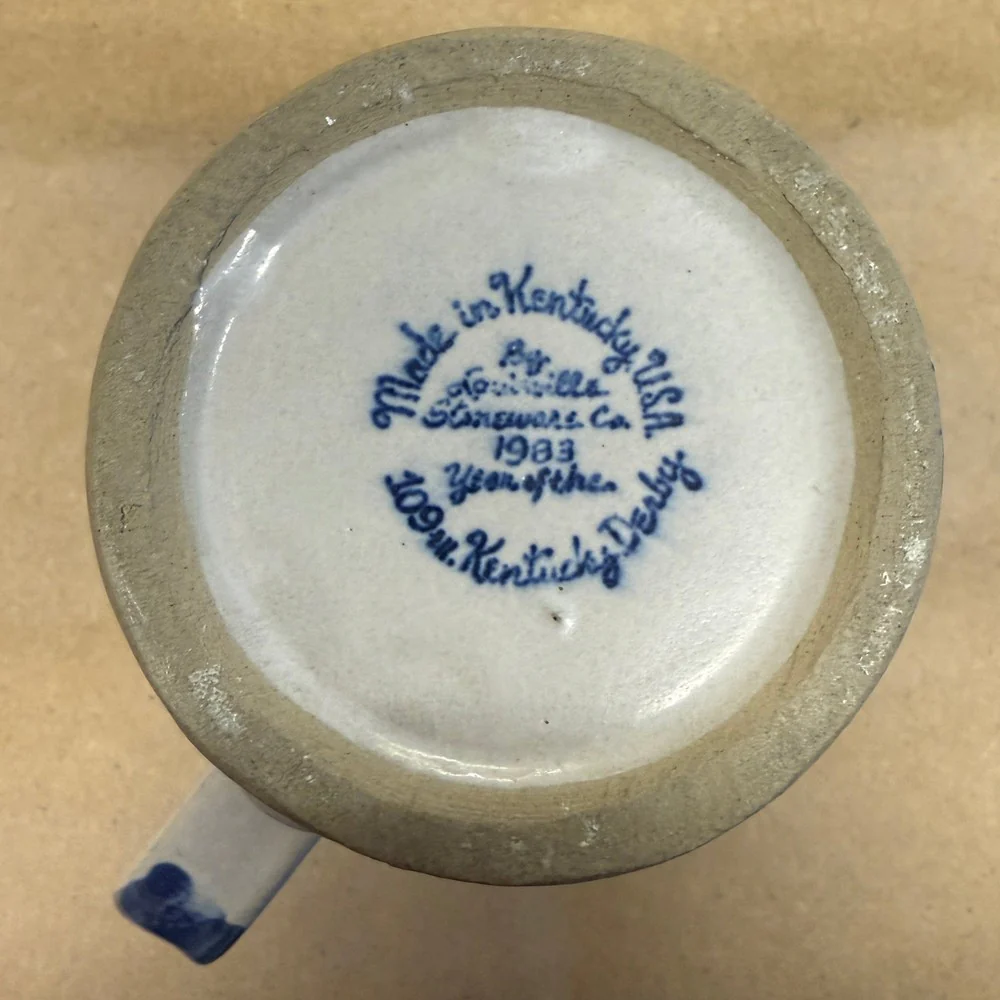 Made in Kentucky, U.S.A.
By
Louisville
Stoneware Co.
1983
Year of the
109th. Kentucky Derby.